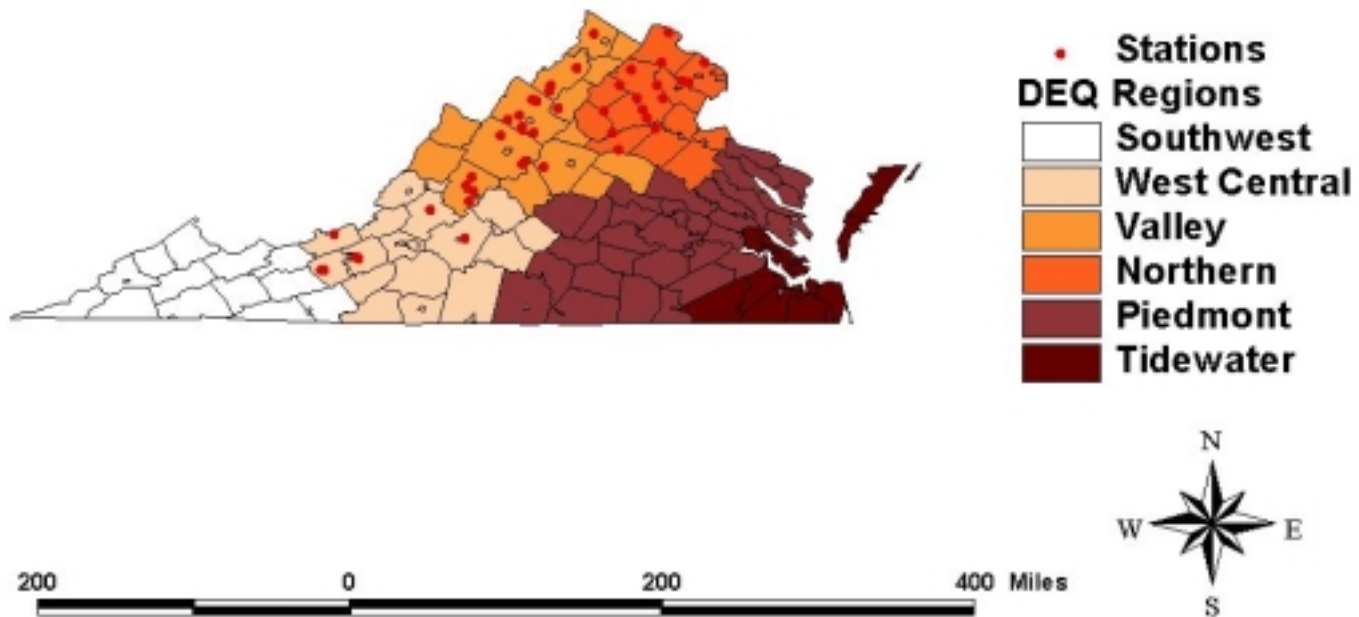 Stations
DEQ Regions
Southwest
West Central
Valley
Northern
Piedmont
Tidewater
N
W E
S
200 0 200 400 Miles